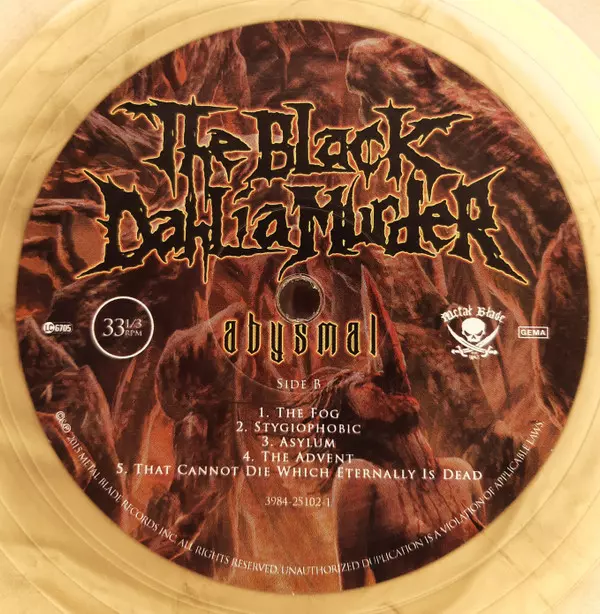 The Black
Dahlia Murder
LC 6705
33 1/3
RPM
abysmal
Metal Blade
GEMA
Side B
1. The Fog
2. Stygiophobic
3. Asylum
4. The Advent
5. That Cannot Die Which Eternally Is Dead
3984-25102-1
©℗ 2015 METAL BLADE RECORDS INC. ALL RIGHTS RESERVED. UNAUTHORIZED DUPLICATION IS A VIOLATION OF APPLICABLE LAWS